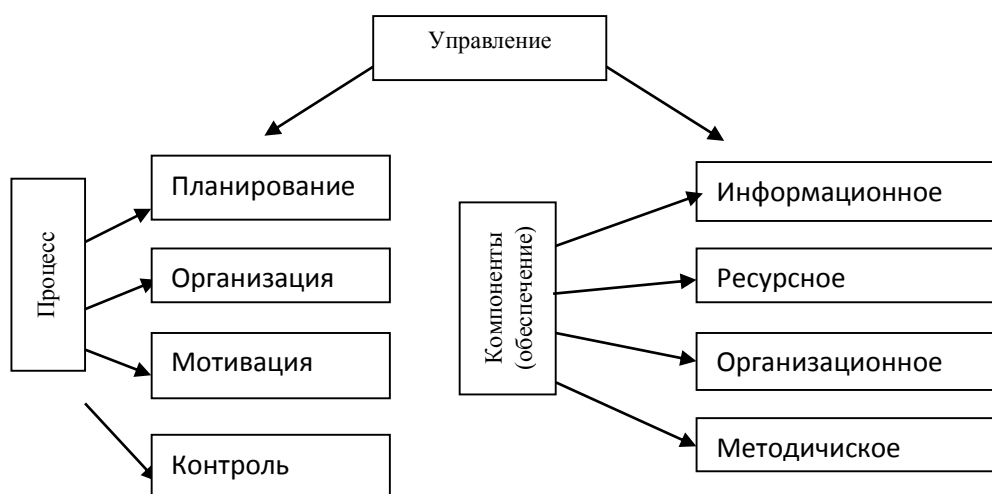 Управление
Процесс
Планирование
Организация
Мотивация
Контроль
Компоненты
(обеспечение)
Информационное
Ресурсное
Организационное
Методичиское